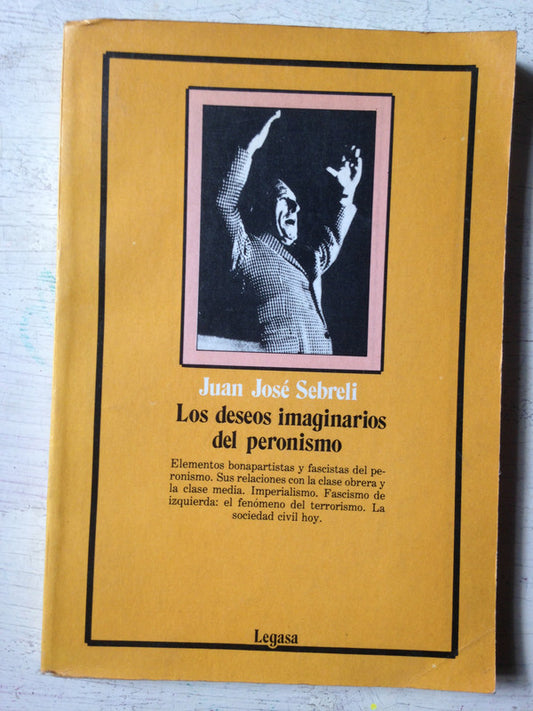 Juan José Sebreli
Los deseos imaginarios
del peronismo
Elementos bonapartistas y fascistas del pe-
ronismo. Sus relaciones con la clase obrera y
la clase media. Imperialismo. Fascismo de
izquierda: el fenómeno del terrorismo. La
sociedad civil hoy.
Legasa